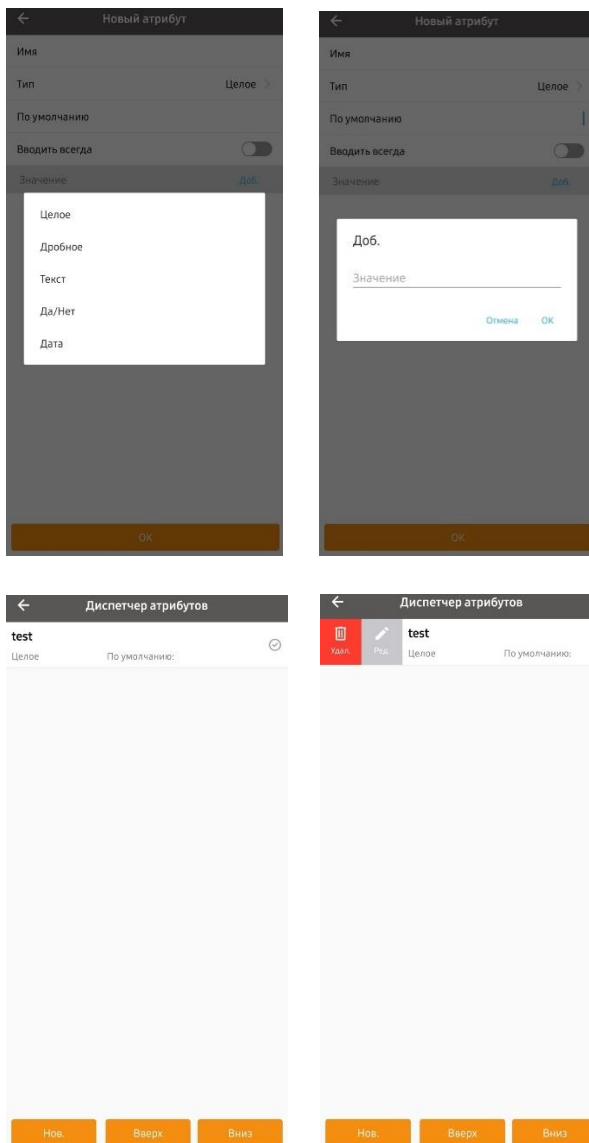 Новый атрибут
Имя
Тип Целое
По умолчанию
Вводить всегда
Значение Доб.
Целое
Дробное
Текст
Да/Нет
Дата
OK
Новый атрибут
Имя
Тип Целое
По умолчанию
Вводить всегда
Значение Доб.
Доб.
Значение
Отмена OK
OK
Диспетчер атрибутов
test
Целое По умолчанию:
Нов. Вверх Вниз
Диспетчер атрибутов
test
Удал. Ред. Целое По умолчанию:
Нов. Вверх Вниз